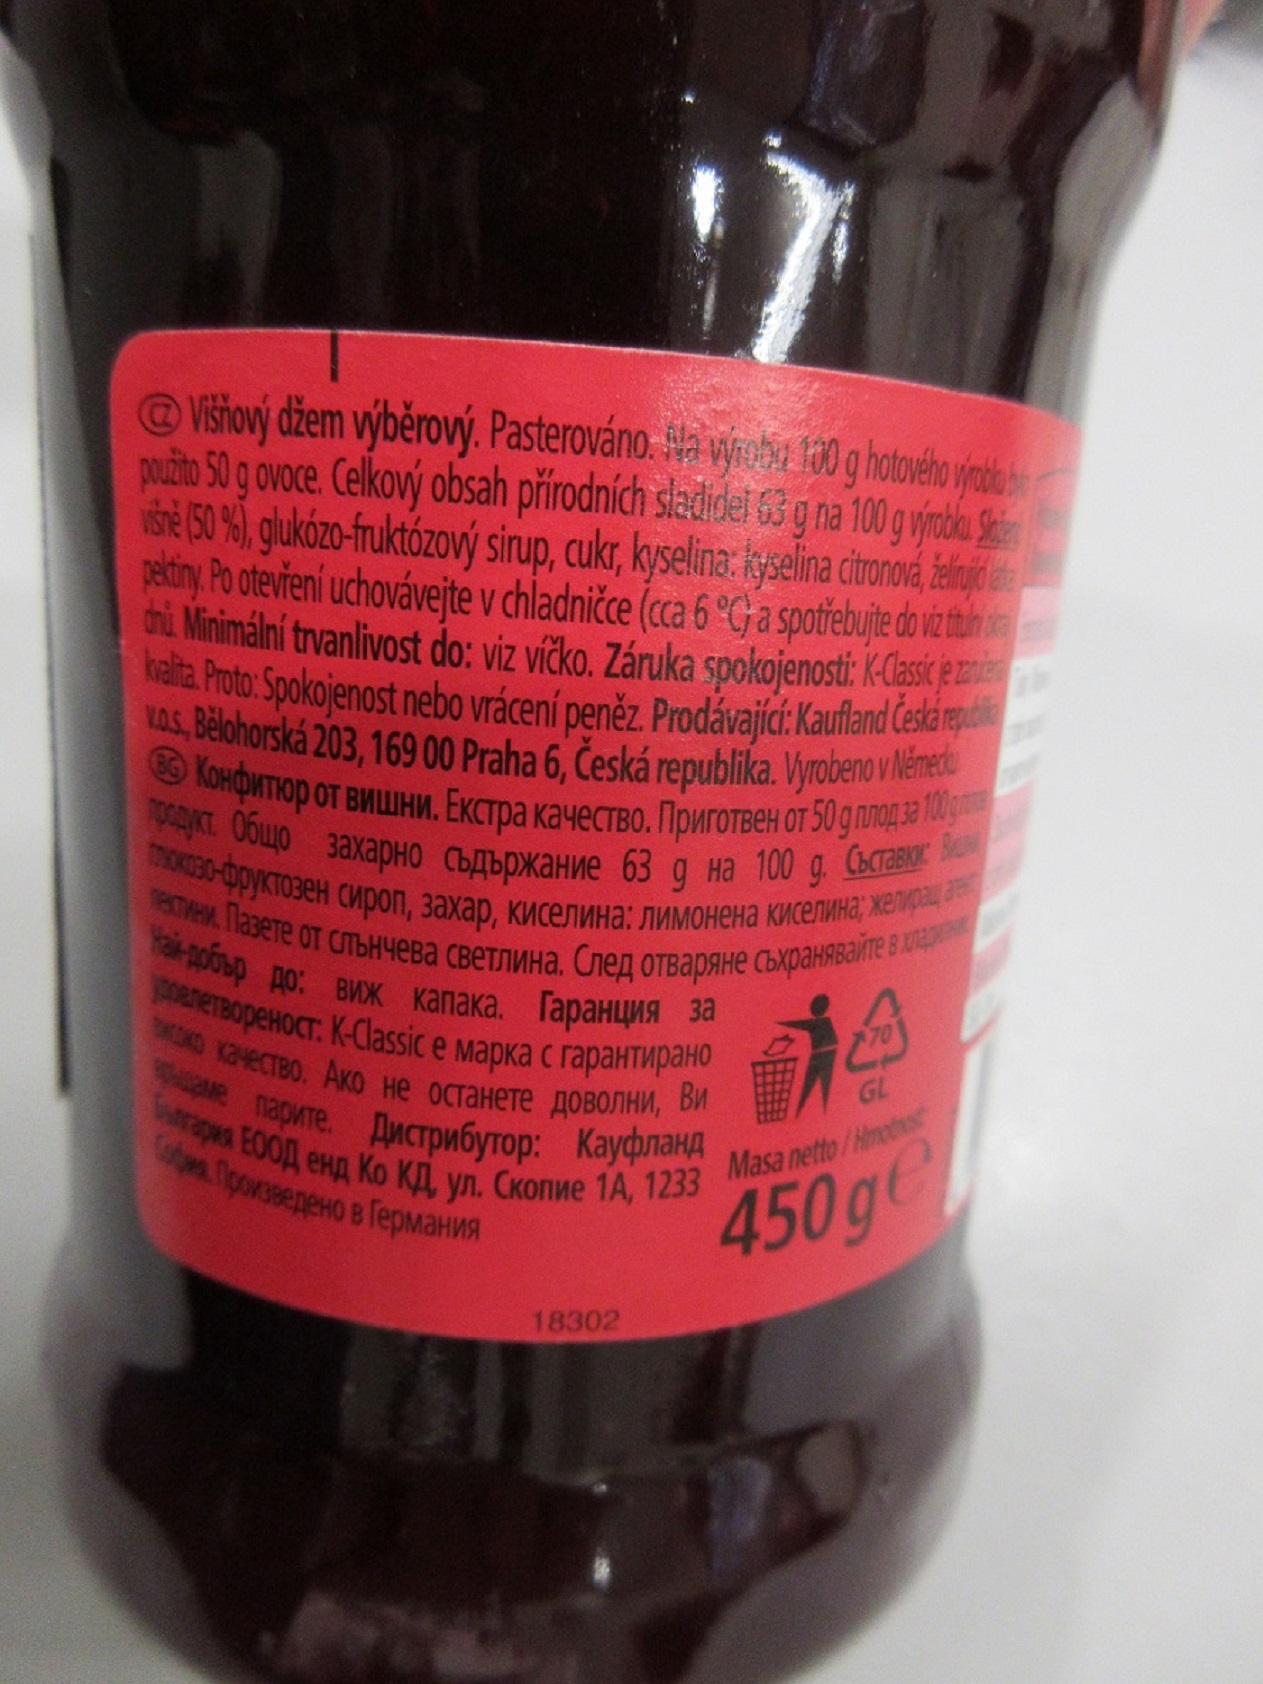 CZ Višňový džem výběrový. Pasterováno. Na výrobu 100 g hotového výrobku
použito 50 g ovoce. Celkový obsah přírodních sladidel 63 g na 100 g výrobku.
višně (50 %), glukózo-fruktózový sirup, cukr, kyselina: kyselina citronová, želírující
pektiny. Po otevření uchovávejte v chladničce (cca 6 °C) a spotřebujte do viz titulní
dnů. Minimální trvanlivost do: viz víčko. Záruka spokojenosti: K-Classic je zaručená
kvalita. Proto: Spokojenost nebo vrácení peněz. Prodávající: Kaufland Česká republika
v.o.s., Bělohorská 203, 169 00 Praha 6, Česká republika. Vyrobeno v Německu
BG Конфитюр от вишни. Екстра качество. Приготвен от 50 g плод за 100 g
продукт. Общо захарно съдържание 63 g на 100 g. Съставки: Вишни
глюкозо-фруктозен сироп, захар, киселина: лимонена киселина; желиращ агент
пектини. Пазете от слънчева светлина. След отваряне съхранявайте в хладилник
Най-добър до: виж капака. Гаранция за
удовлетвореност: K-Classic е марка с гарантирано
високо качество. Ако не останете доволни, Ви
връщаме парите. Дистрибутор: Кауфланд
България ЕООД енд Ко КД, ул. Скопие 1А, 1233
София. Произведено в Германия
70
GL
Masa netto / Hmotnost:
450 g e
18302